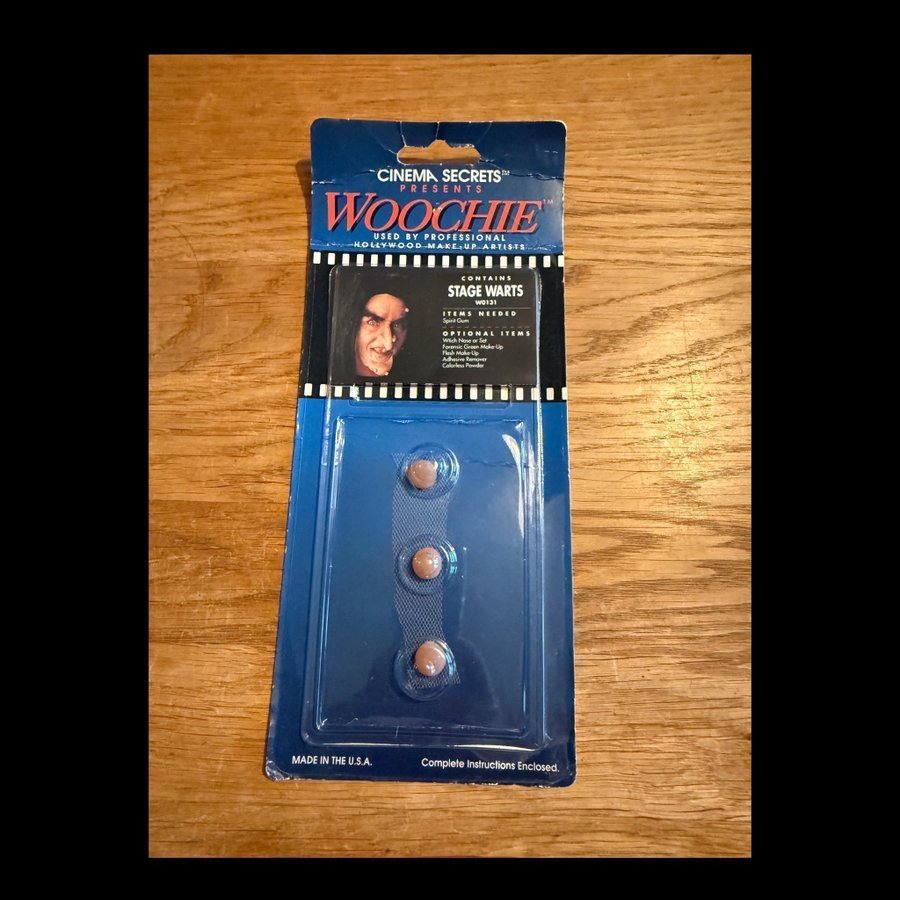 CINEMA SECRETS™
PRESENTS
WOOCHIE™
USED BY PROFESSIONAL
HOLLYWOOD MAKE-UP ARTISTS
CONTAINS
STAGE WARTS
W0131
ITEMS NEEDED
Spirit Gum
OPTIONAL ITEMS
Witch Nose or Set
Forensic Green Make-Up
Flesh Make-Up
Adhesive Remover
Colorless Powder
MADE IN THE U.S.A.
Complete Instructions Enclosed.